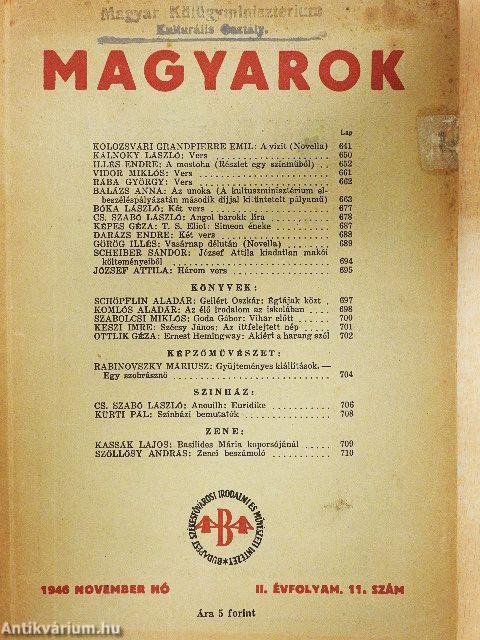 Magyar Külügyminisztérium
Kulturális Osztály.
MAGYAROK
Lap
KOLOZSVÁRI GRANDPIERRE EMIL: A vizit (Novella) 641
KÁLNOKY LÁSZLÓ: Vers 650
ILLÉS ENDRE: A mostoha (Részlet egy színműből) 652
VIDOR MIKLÓS: Vers 661
RÁBA GYÖRGY: Vers 662
BALÁZS ANNA: Az unoka (A kultuszminisztérium el-
beszéléspályázatán második díjjal kitüntetett pályamű) 663
BÓKA LÁSZLÓ: Két vers 677
CS. SZABÓ LÁSZLÓ: Angol barokk líra 678
KÉPES GÉZA: T. S. Eliot: Simeon éneke 687
DARÁZS ENDRE: Két vers 688
GÖRÖG ILLÉS: Vasárnap délután (Novella) 689
SCHEIBER SÁNDOR: József Attila kiadatlan makói
költeményeiből 694
JÓZSEF ATTILA: Három vers 695
KÖNYVEK:
SCHÖPFLIN ALADÁR: Gellért Oszkár: Égtájak közt 697
KOMLÓS ALADÁR: Az élő irodalom az iskolában 698
SZABOLCSI MIKLÓS: Goda Gábor: Vihar előtt 700
KESZI IMRE: Szécsy János: Az ittfelejtett nép 701
OTTLIK GÉZA: Ernest Hemingway: Akiért a harang szól 702
KÉPZŐMŰVÉSZET:
RABINOVSZKY MÁRIUSZ: Gyüjteményes kiállítások. —
Egy szobrásznő 704
SZINHÁZ:
CS. SZABÓ LÁSZLÓ: Anouilh: Euridike 706
KÜRTI PÁL: Színházi bemutatók 708
ZENE:
KASSÁK LAJOS: Basilides Mária koporsójánál 709
SZŐLLŐSY ANDRÁS: Zenei beszámoló 710
BUDAPEST SZÉKESFŐVÁROSI IRODALMI ÉS MŰVÉSZETI INTÉZET
B
1946 NOVEMBER HÓ II. ÉVFOLYAM. 11. SZÁM
Ára 5 forint
Antikvárium.hu